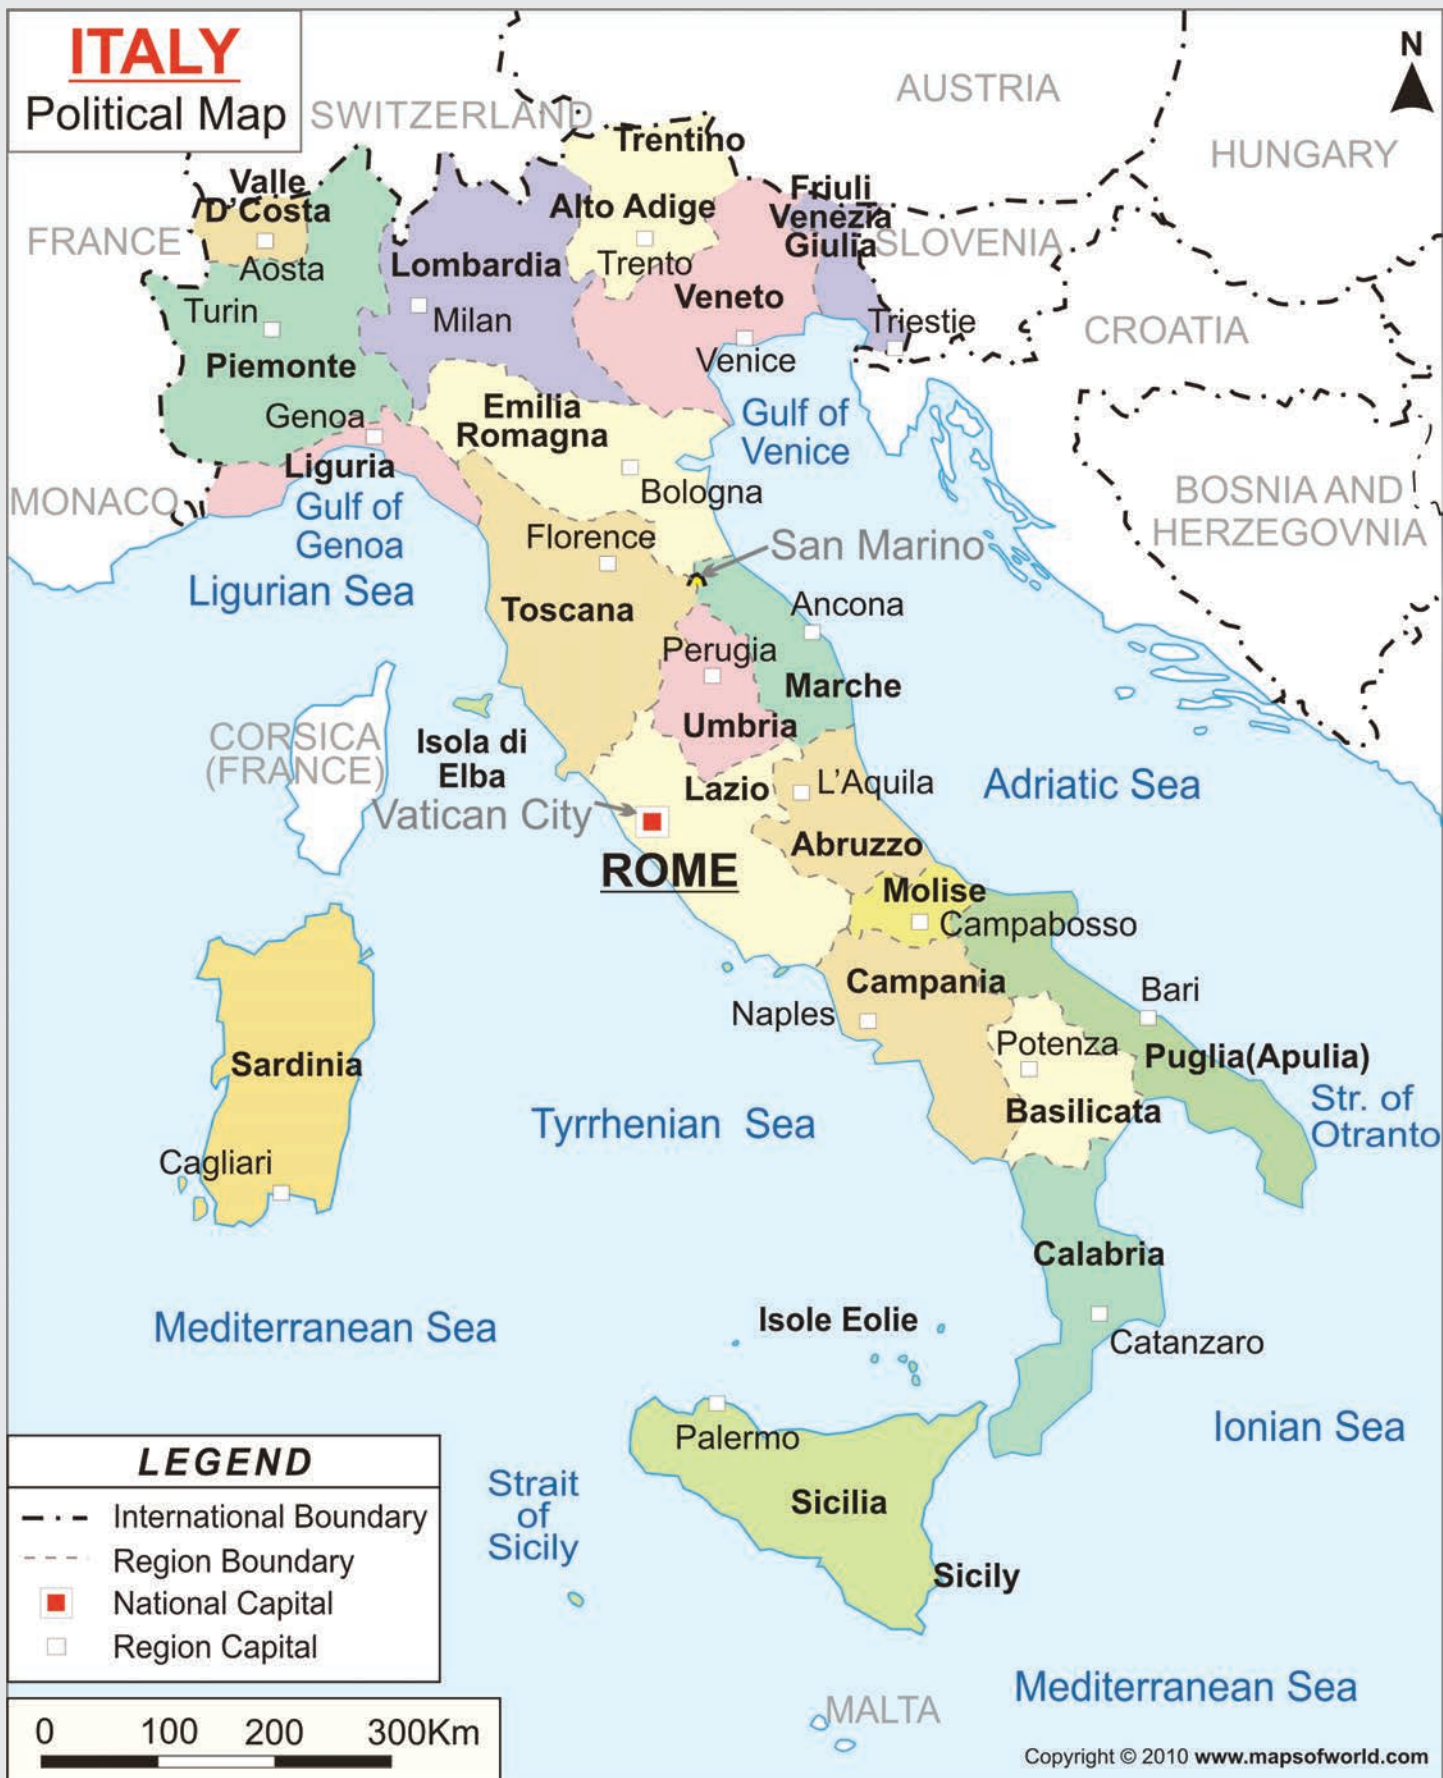 ITALY
Political Map
SWITZERLAND
AUSTRIA
N
HUNGARY
Trentino
Alto Adige
Trento
Valle
D'Costa
Aosta
Friuli
Venezia
Giulia
SLOVENIA
FRANCE
Lombardia
Milan
Veneto
Venice
Turin
Piemonte
Triestie
CROATIA
Genoa
Liguria
Emilia
Romagna
Bologna
Gulf of
Venice
MONACO
Gulf of
Genoa
Ligurian Sea
BOSNIA AND
HERZEGOVNIA
Florence
Toscana
San Marino
Ancona
Perugia
Marche
Umbria
CORSICA
(FRANCE)
Isola di
Elba
Lazio
L'Aquila
Adriatic Sea
Vatican City
ROME
Abruzzo
Molise
Campabosso
Campania
Naples
Bari
Potenza
Puglia(Apulia)
Basilicata
Str. of
Otranto
Sardinia
Cagliari
Tyrrhenian Sea
Calabria
Catanzaro
Mediterranean Sea
Isole Eolie
Ionian Sea
Palermo
Sicilia
Sicily
Strait
of
Sicily
LEGEND
International Boundary
Region Boundary
National Capital
Region Capital
Mediterranean Sea
MALTA
0 100 200 300Km
Copyright © 2010 www.mapsofworld.com